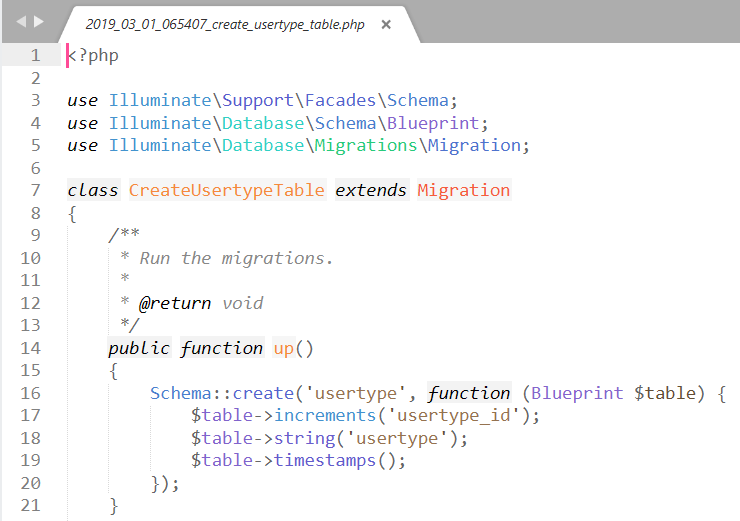 2019_03_01_065407_create_usertype_table.php ×
1 <?php
2
3 use Illuminate\Support\Facades\Schema;
4 use Illuminate\Database\Schema\Blueprint;
5 use Illuminate\Database\Migrations\Migration;
6
7 class CreateUsertypeTable extends Migration
8 {
9     /**
10      * Run the migrations.
11      *
12      * @return void
13      */
14     public function up()
15     {
16         Schema::create('usertype', function (Blueprint $table) {
17             $table->increments('usertype_id');
18             $table->string('usertype');
19             $table->timestamps();
20         });
21     }